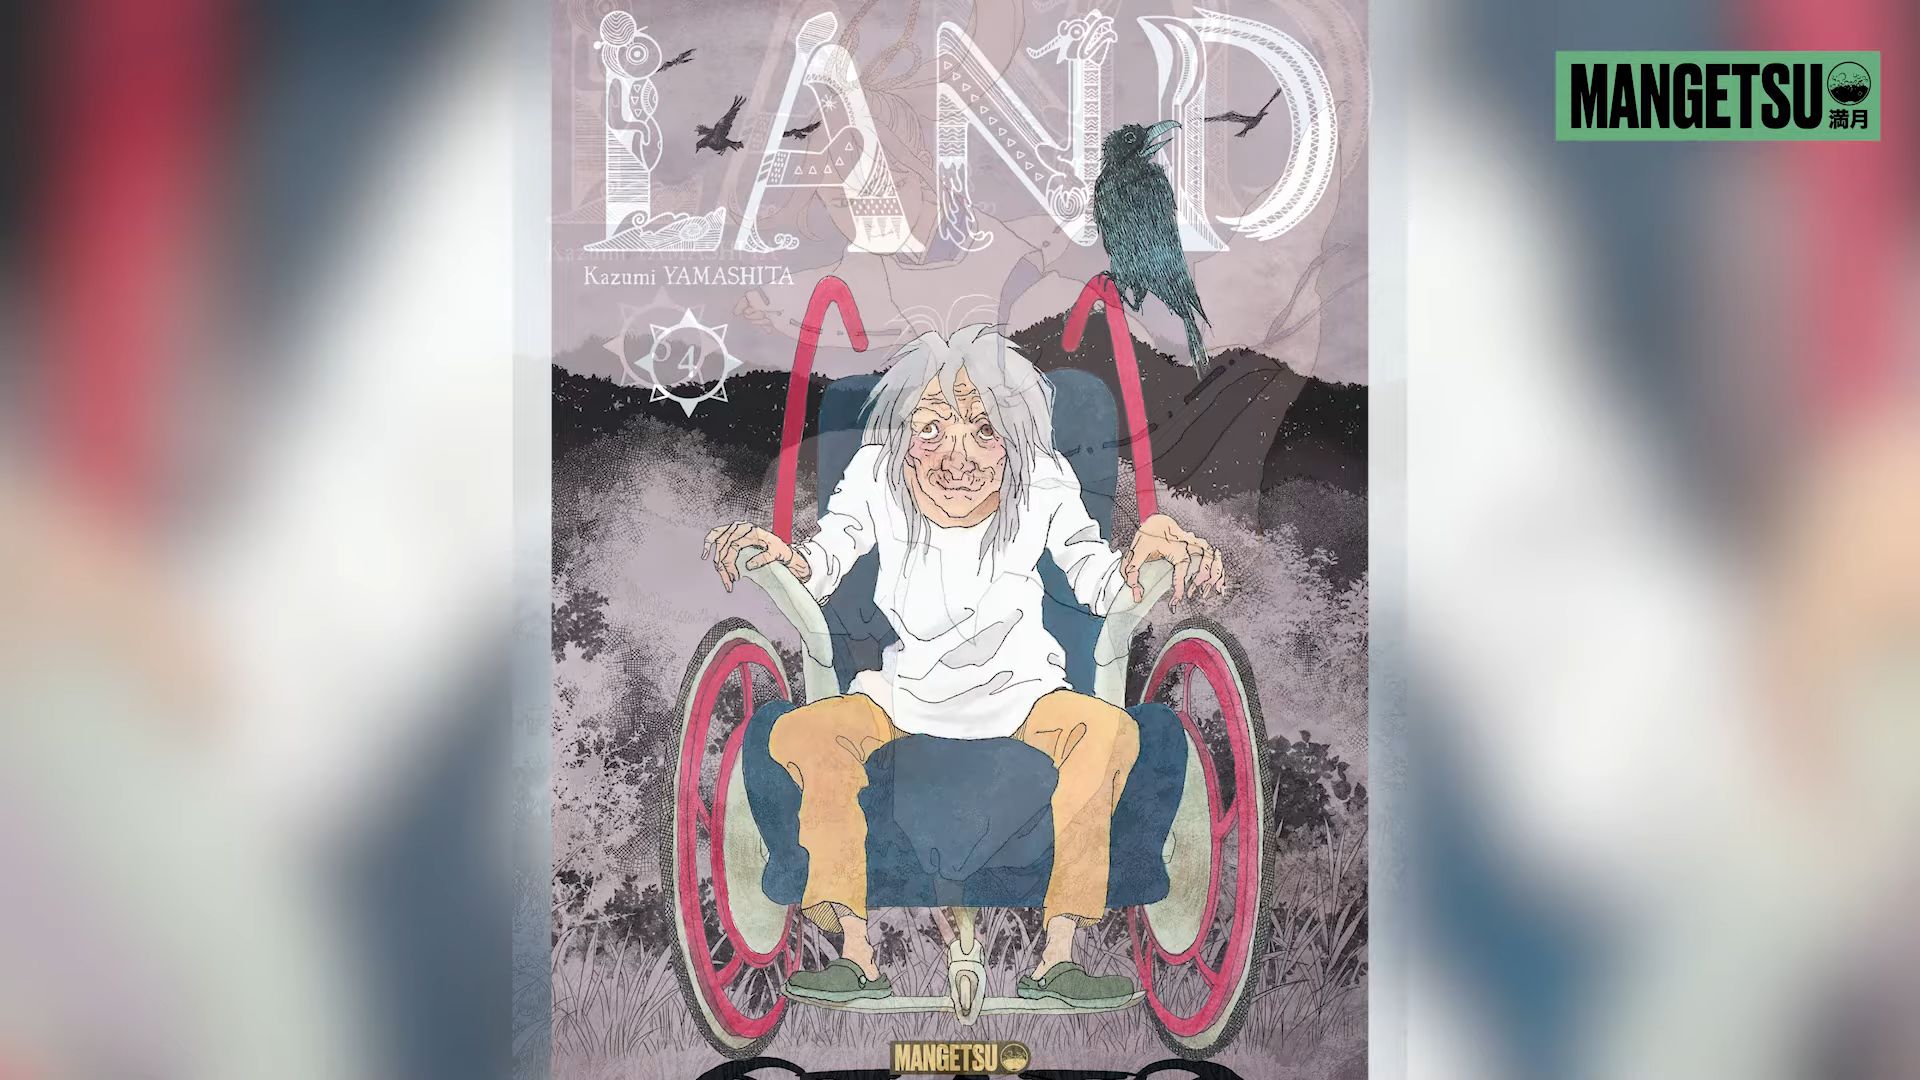 LAND
MANGETSU
満月
Kazumi YAMASHITA
4
MANGETSU